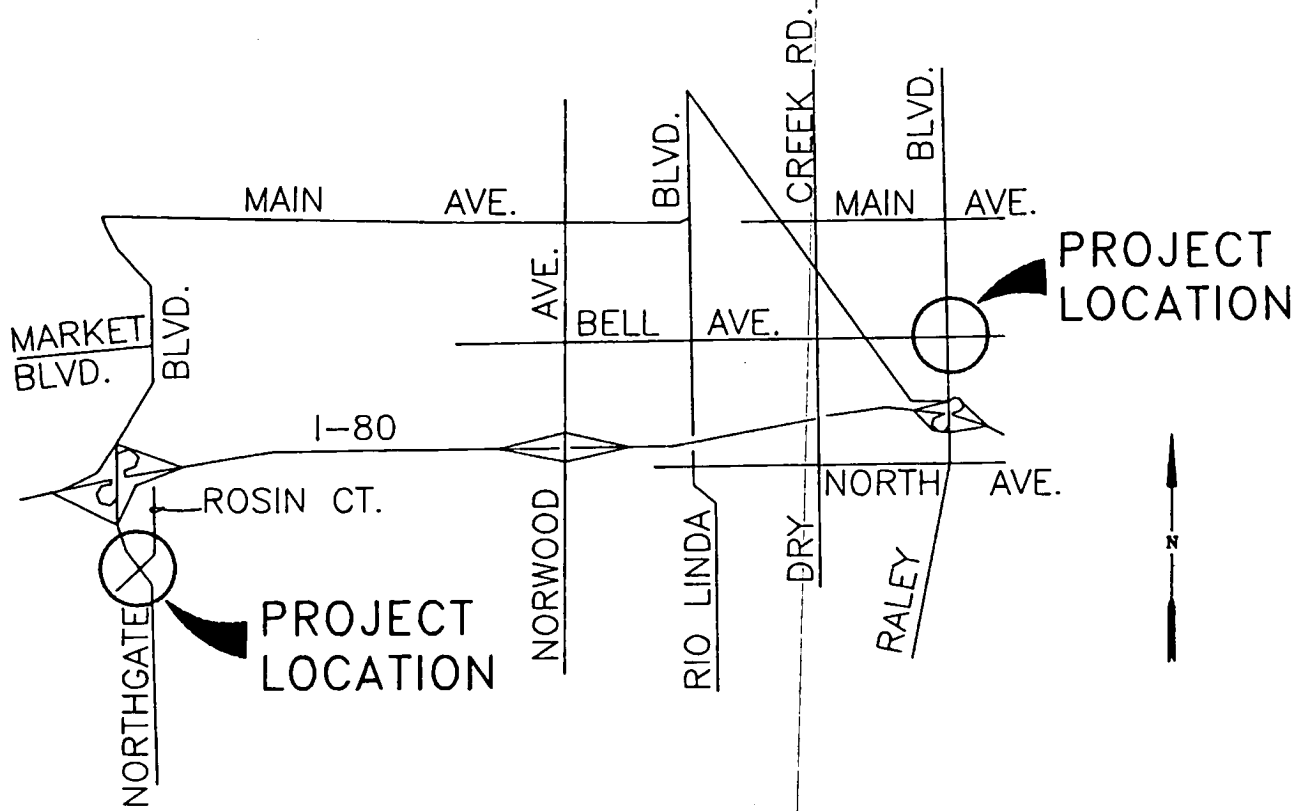 CREEK RD.
BLVD.
BLVD.
MAIN AVE.
MAIN AVE.
PROJECT
LOCATION
AVE.
BLVD.
MARKET
BLVD.
BELL AVE.
I-80
ROSIN CT.
NORTH AVE.
NORWOOD
DRY
RIO LINDA
RALEY
PROJECT
LOCATION
NORTHGATE
N